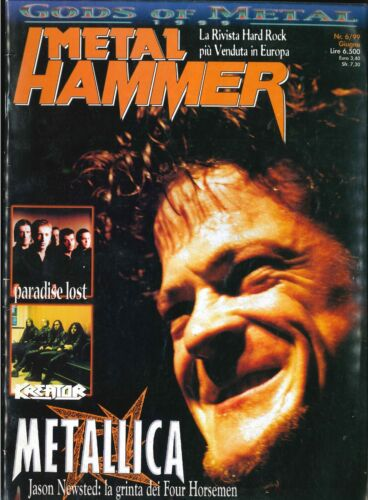 GODS OF METAL
METAL
HAMMER
La Rivista Hard Rock
più Venduta in Europa
Nr. 6/99
Giugno
Lire 6,500
Euro 3,40
Sfr. 7,30
paradise lost
KREATOR
METALLICA
Jason Newsted: la grinta dei Four Horsemen